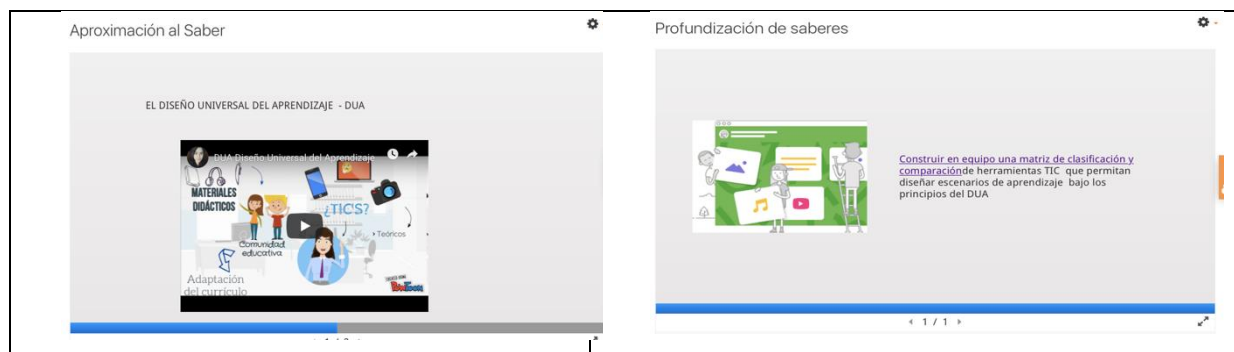 Aproximación al Saber
EL DISEÑO UNIVERSAL DEL APRENDIZAJE - DUA
DUA Diseño Universal del Aprendizaje.
MATERIALES
DIDÁCTICOS
¿TIC'S?
Teóricos
Comunidad
educativa
Adaptación
del currículo
Profundización de saberes
Construir en equipo una matriz de clasificación y
comparaciónde herramientas TIC que permitan
diseñar escenarios de aprendizaje bajo los
principios del DUA
1 / 1